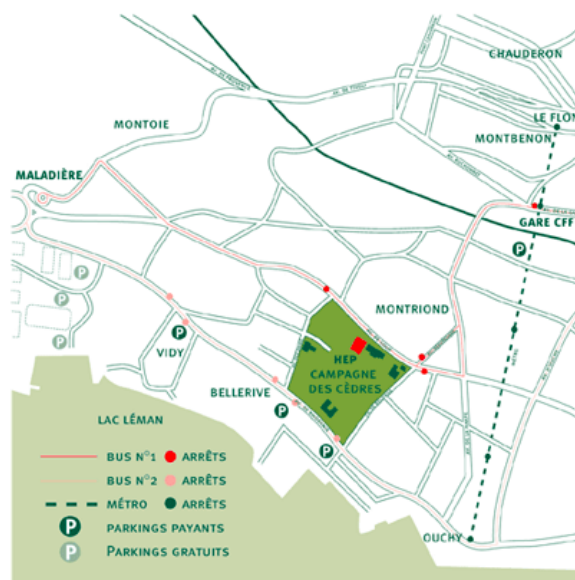 CHAUDERON
LE FLON
MONTBENON
MONTOIE
MALADIÈRE
GARE CFF
P
MONTRIOND
P
P
P
VIDY
HEP
CAMPAGNE
DES CÈDRES
BELLERIVE
P
P
OUCHY
LAC LÉMAN
BUS N°1 ARRÊTS
BUS N°2 ARRÊTS
MÉTRO ARRÊTS
P PARKINGS PAYANTS
P PARKINGS GRATUITS